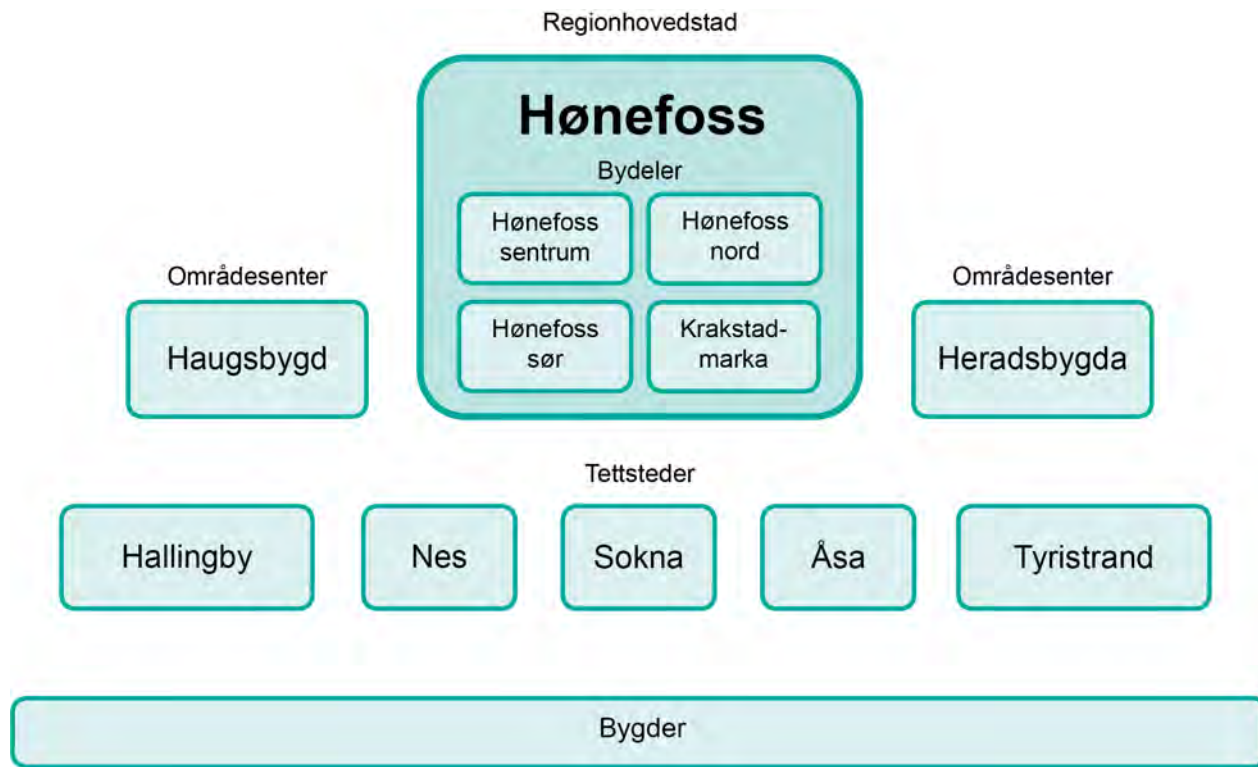 Regionhovedstad
Hønefoss
Bydeler
Hønefoss
sentrum
Hønefoss
nord
Hønefoss
sør
Krakstad-
marka
Områdesenter
Haugsbygd
Områdesenter
Heradsbygda
Tettsteder
Hallingby
Nes
Sokna
Åsa
Tyristrand
Bygder